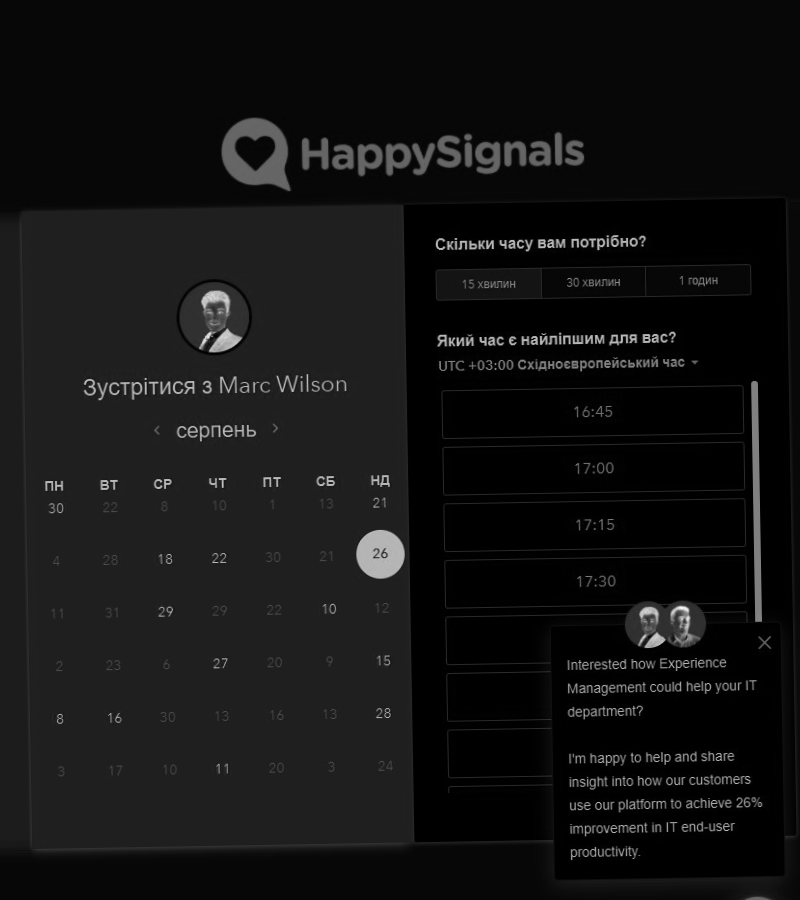 HappySignals
Зустрітися з Marc Wilson
серпень
ПН ВТ СР ЧТ ПТ СБ НД
30 22 8 10 1 13 21
4 28 18 22 30 21 26
11 31 29 29 22 10 12
2 23 6 27 20 9 15
8 16 30 13 16 13 28
3 17 10 11 20 3 24
Скільки часу вам потрібно?
15 хвилин 30 хвилин 1 годин
Який час є найліпшим для вас?
UTC +03:00 Східноєвропейський час
16:45
17:00
17:15
17:30
Interested how Experience
Management could help your IT
department?
I'm happy to help and share
insight into how our customers
use our platform to achieve 26%
improvement in IT end-user
productivity.